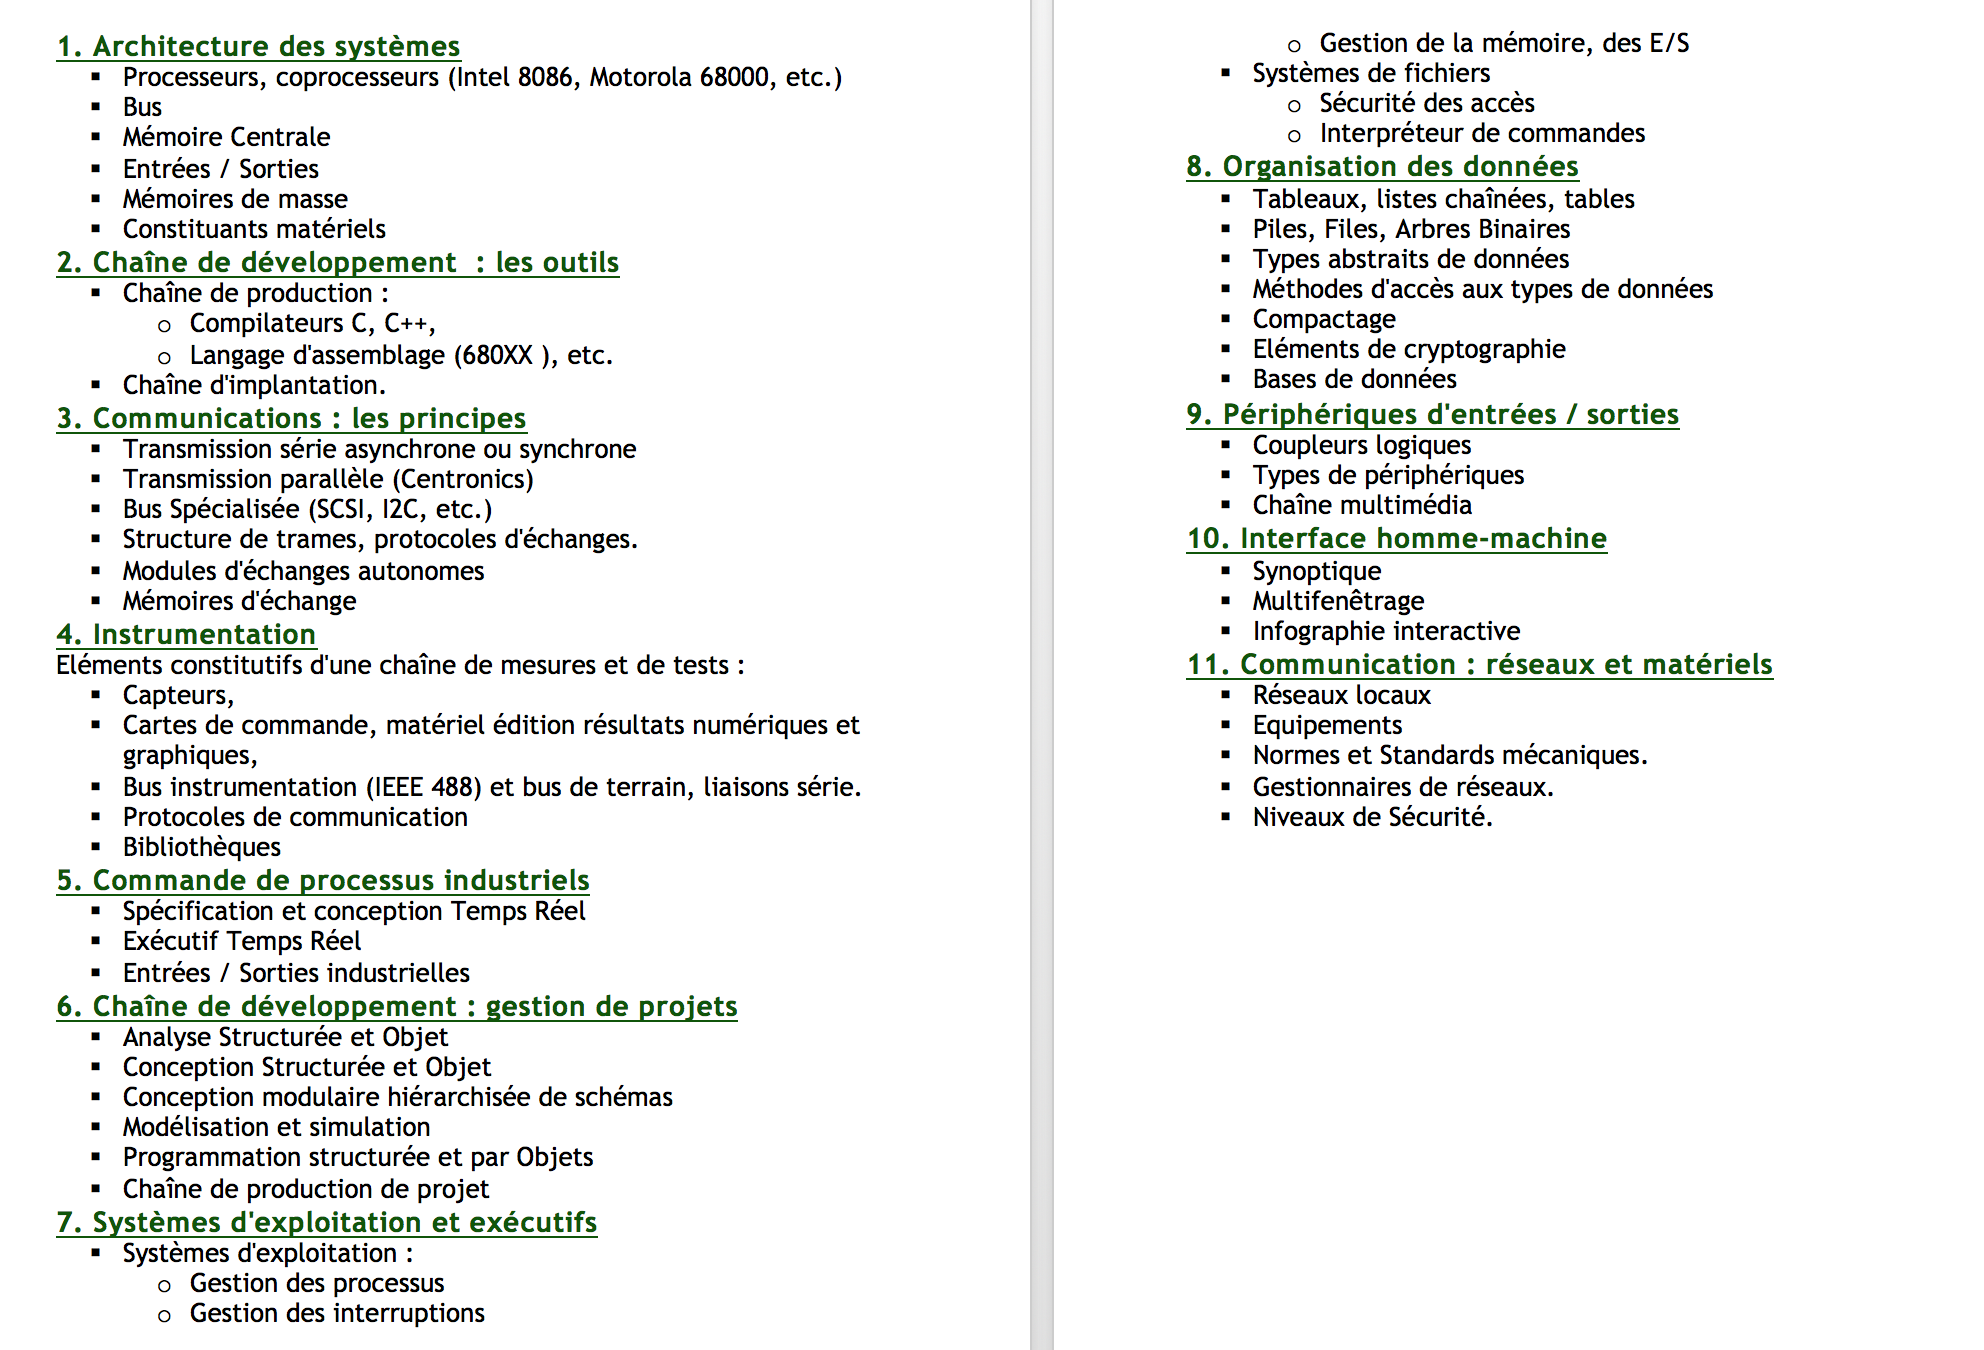 1. Architecture des systèmes
▪ Processeurs, coprocesseurs (Intel 8086, Motorola 68000, etc.)
▪ Bus
▪ Mémoire Centrale
▪ Entrées / Sorties
▪ Mémoires de masse
▪ Constituants matériels
2. Chaîne de développement  : les outils
▪ Chaîne de production :
o Compilateurs C, C++,
o Langage d'assemblage (680XX ), etc.
▪ Chaîne d'implantation.
3. Communications : les principes
▪ Transmission série asynchrone ou synchrone
▪ Transmission parallèle (Centronics)
▪ Bus Spécialisée (SCSI, I2C, etc.)
▪ Structure de trames, protocoles d'échanges.
▪ Modules d'échanges autonomes
▪ Mémoires d'échange
4. Instrumentation
Eléments constitutifs d'une chaîne de mesures et de tests :
▪ Capteurs,
▪ Cartes de commande, matériel édition résultats numériques et
graphiques,
▪ Bus instrumentation (IEEE 488) et bus de terrain, liaisons série.
▪ Protocoles de communication
▪ Bibliothèques
5. Commande de processus industriels
▪ Spécification et conception Temps Réel
▪ Exécutif Temps Réel
▪ Entrées / Sorties industrielles
6. Chaîne de développement : gestion de projets
▪ Analyse Structurée et Objet
▪ Conception Structurée et Objet
▪ Conception modulaire hiérarchisée de schémas
▪ Modélisation et simulation
▪ Programmation structurée et par Objets
▪ Chaîne de production de projet
7. Systèmes d'exploitation et exécutifs
▪ Systèmes d'exploitation :
o Gestion des processus
o Gestion des interruptions
o Gestion de la mémoire, des E/S
▪ Systèmes de fichiers
o Sécurité des accès
o Interpréteur de commandes
8. Organisation des données
▪ Tableaux, listes chaînées, tables
▪ Piles, Files, Arbres Binaires
▪ Types abstraits de données
▪ Méthodes d'accès aux types de données
▪ Compactage
▪ Eléments de cryptographie
▪ Bases de données
9. Périphériques d'entrées / sorties
▪ Coupleurs logiques
▪ Types de périphériques
▪ Chaîne multimédia
10. Interface homme-machine
▪ Synoptique
▪ Multifenêtrage
▪ Infographie interactive
11. Communication : réseaux et matériels
▪ Réseaux locaux
▪ Equipements
▪ Normes et Standards mécaniques.
▪ Gestionnaires de réseaux.
▪ Niveaux de Sécurité.